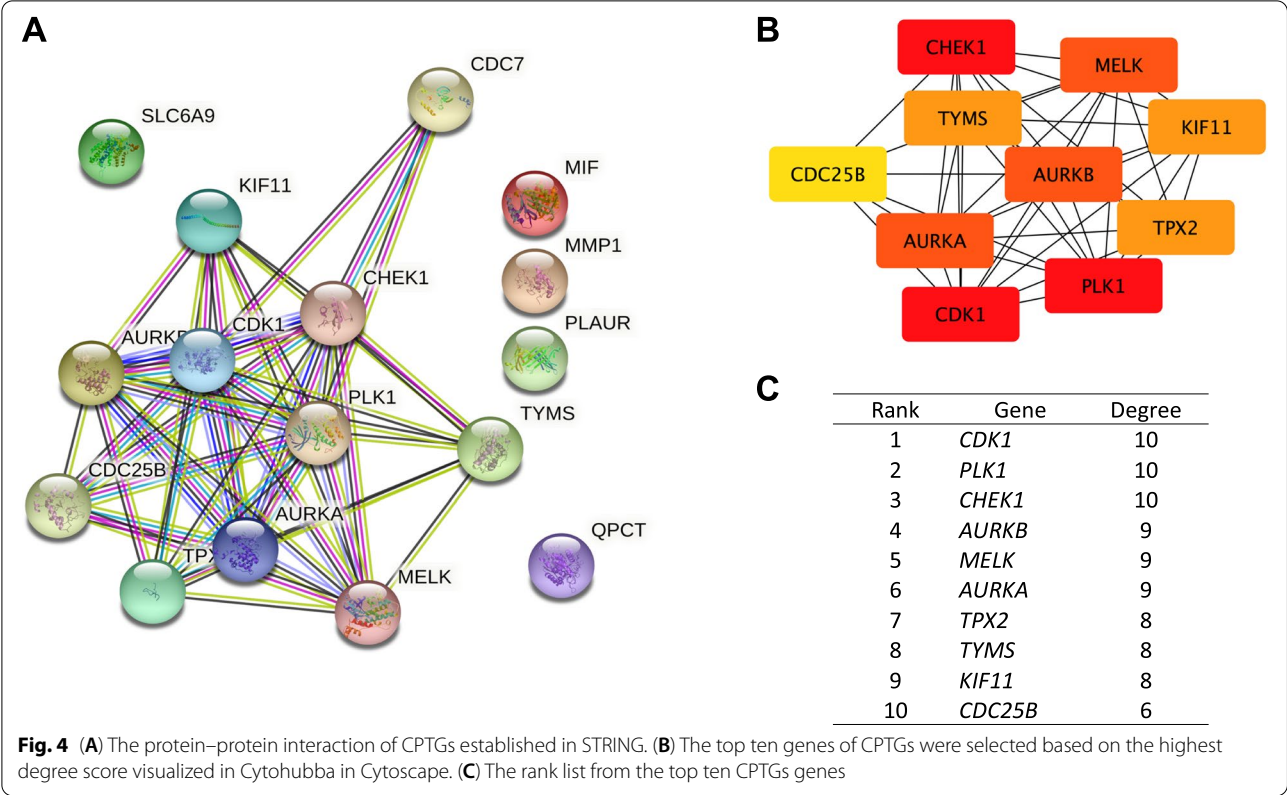 A
CDC7
SLC6A9
MIF
KIF11
MMP1
CHEK1
PLAUR
CDK1
PLK1
TYMS
CDC25B
AURKA
QPCT
MELK
B
CHEK1
MELK
TYMS
KIF11
CDC25B
AURKB
TPX2
AURKA
PLK1
CDK1
C
Rank Gene Degree
1 CDK1 10
2 PLK1 10
3 CHEK1 10
4 AURKB 9
5 MELK 9
6 AURKA 9
7 TPX2 8
8 TYMS 8
9 KIF11 8
10 CDC25B 6
Fig. 4 (A) The protein–protein interaction of CPTGs established in STRING. (B) The top ten genes of CPTGs were selected based on the highest
degree score visualized in Cytohubba in Cytoscape. (C) The rank list from the top ten CPTGs genes